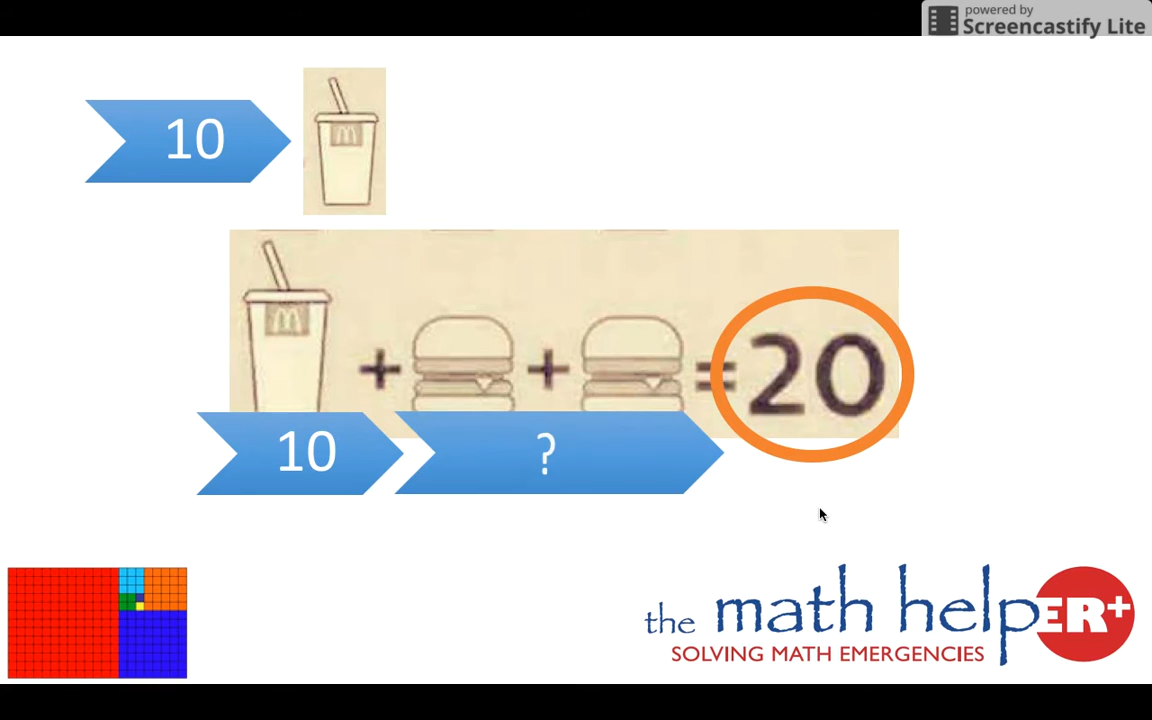 powered by
Screencastify Lite
10
+ + =20
10 ?
the math helpER+
SOLVING MATH EMERGENCIES